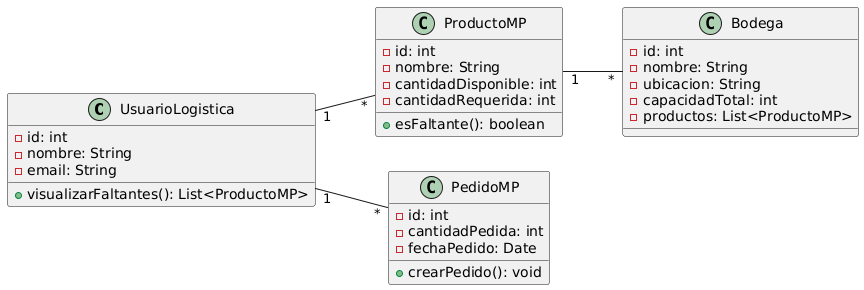 C UsuarioLogistica
id: int
nombre: String
email: String
visualizarFaltantes(): List<ProductoMP>
1
*
1
*
C ProductoMP
id: int
nombre: String
cantidadDisponible: int
cantidadRequerida: int
esFaltante(): boolean
1
*
C Bodega
id: int
nombre: String
ubicacion: String
capacidadTotal: int
productos: List<ProductoMP>
C PedidoMP
id: int
cantidadPedida: int
fechaPedido: Date
crearPedido(): void